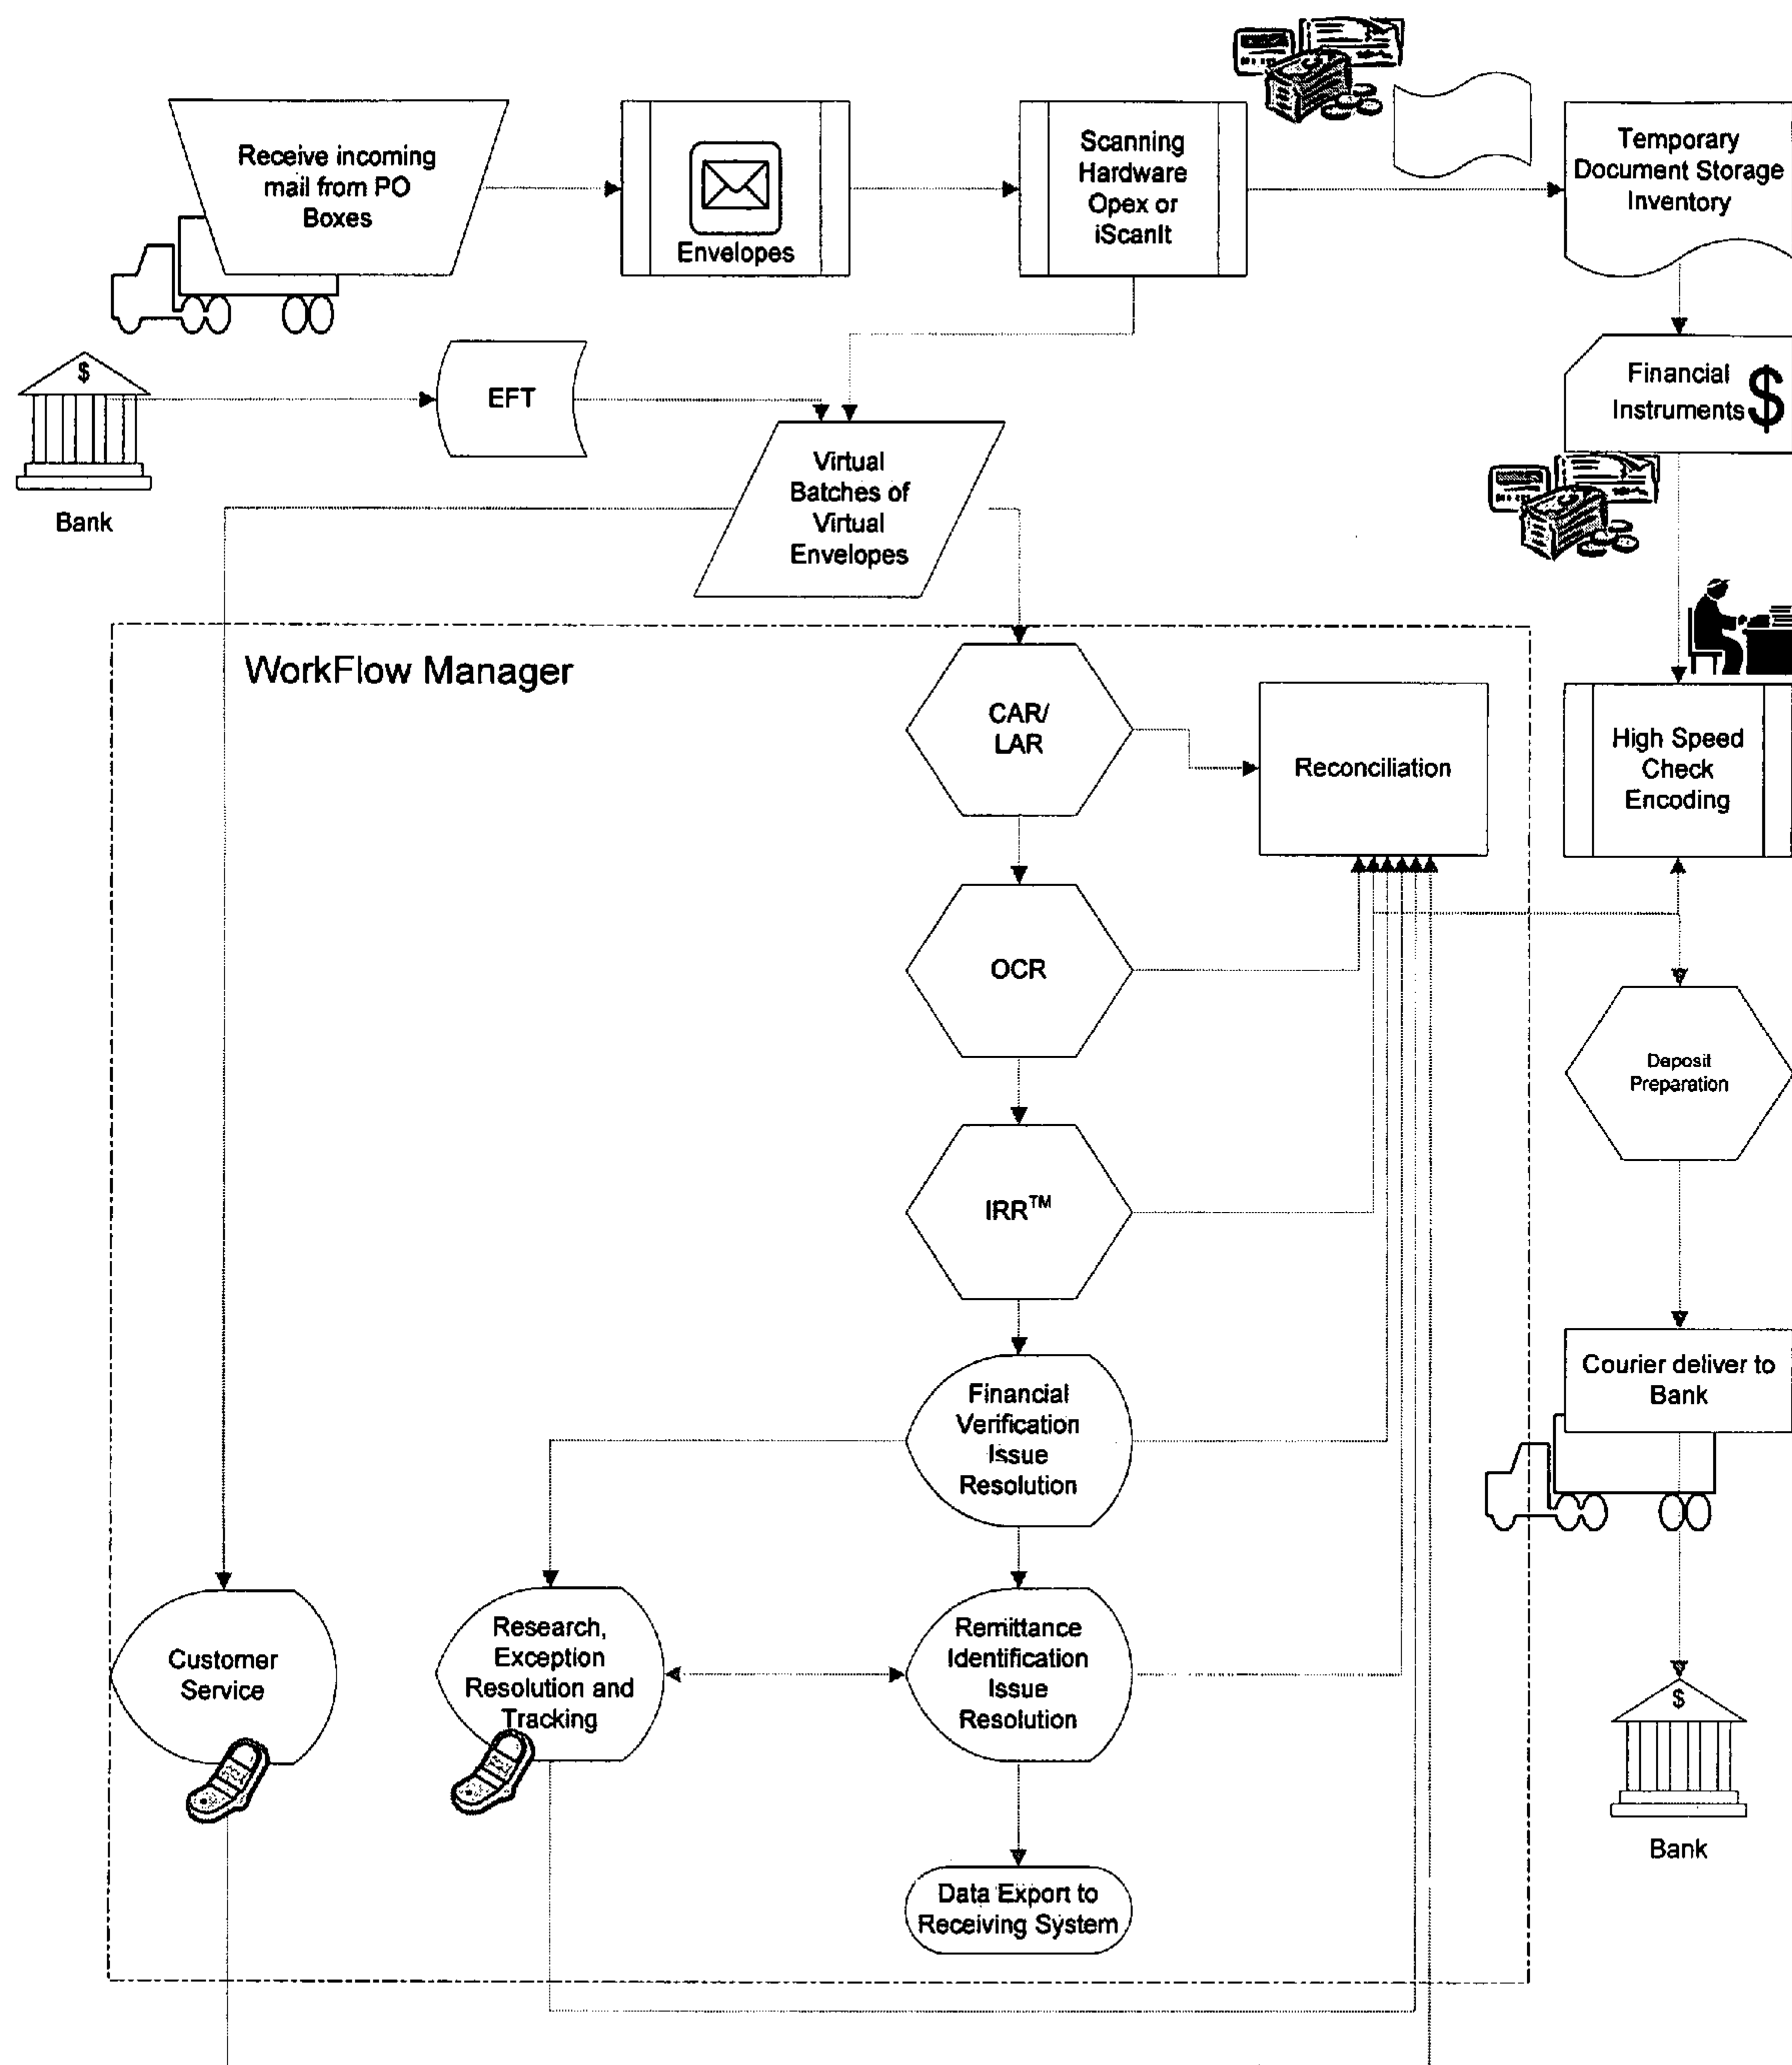 Receive incoming
mail from PO
Boxes
Envelopes
Scanning
Hardware
Opex or
iScanIt
Temporary
Document Storage
Inventory
$
Bank
EFT
Virtual
Batches of
Virtual
Envelopes
Financial
Instruments $
WorkFlow Manager
CAR/
LAR
Reconciliation
High Speed
Check
Encoding
OCR
Deposit
Preparation
IRR™
Financial
Verification
Issue
Resolution
Courier deliver to
Bank
Customer
Service
Research,
Exception
Resolution and
Tracking
Remittance
Identification
Issue
Resolution
$
Bank
Data Export to
Receiving System